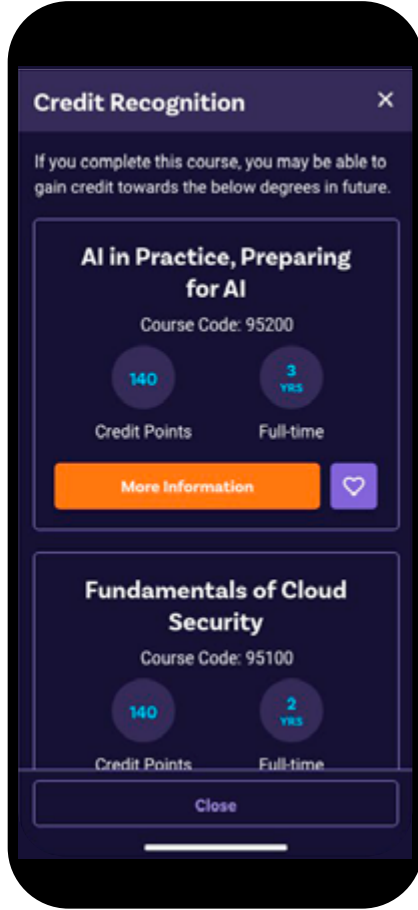 Credit Recognition
If you complete this course, you may be able to
gain credit towards the below degrees in future.
AI in Practice, Preparing
for AI
Course Code: 95200
140
3
YRS
Credit Points
Full-time
More Information
Fundamentals of Cloud
Security
Course Code: 95100
140
2
YRS
Credit Points
Full-time
Close